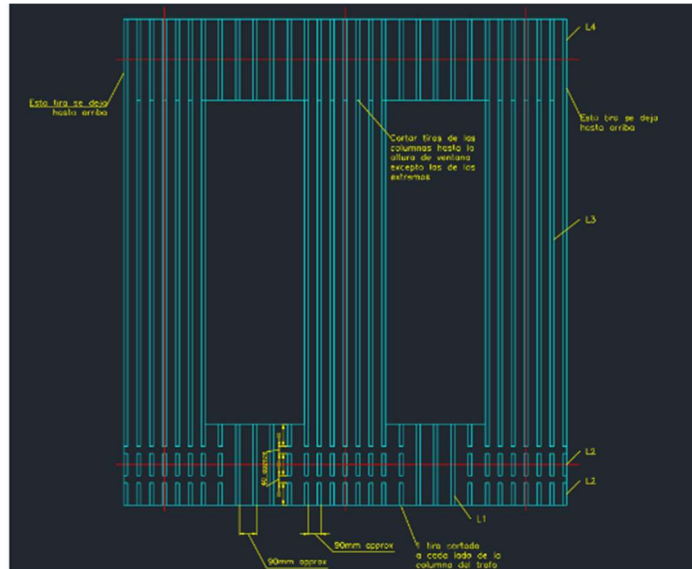 L4
Esta tira se deja
hasta arriba
Esta tira se deja
hasta arriba
Cortar tiras de las
columnas hasta la
altura de ventana
excepto las de los
extremos
L3
L2
L2
L1
90mm approx
90mm approx
1 tira cortada
a cada lado de la
columna del trafo